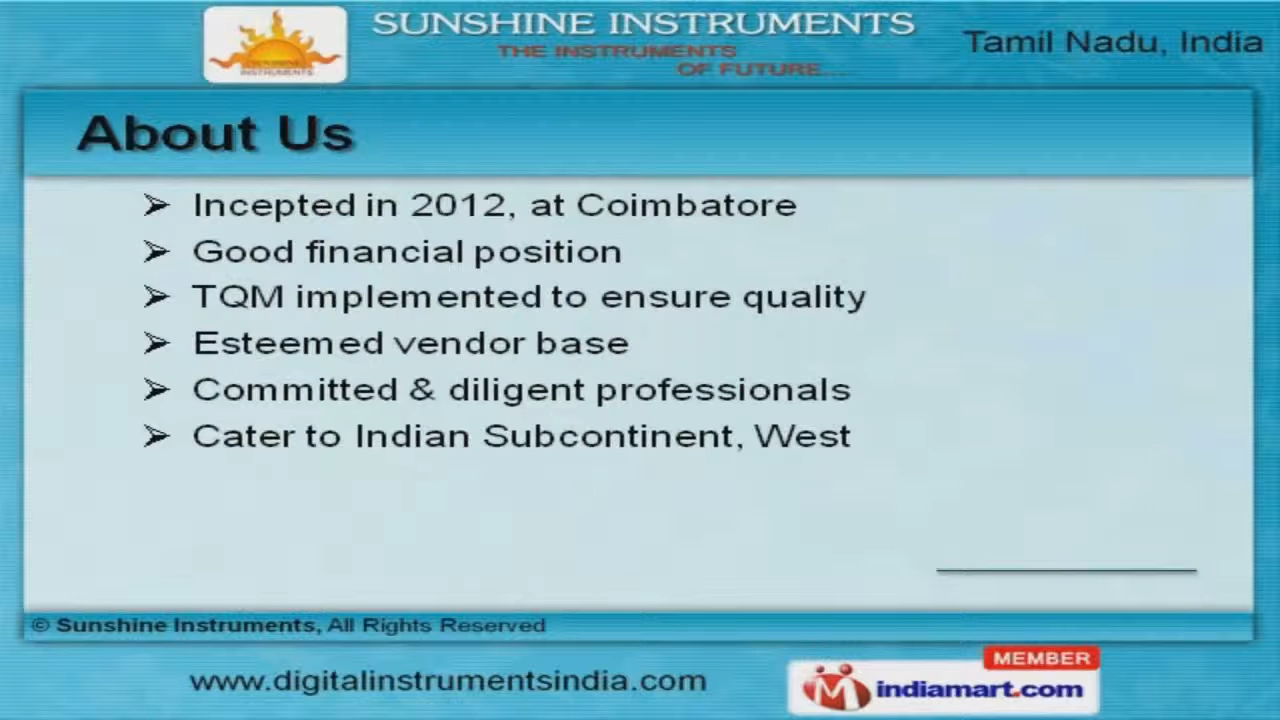 SUNSHINE INSTRUMENTS
THE INSTRUMENTS
OF FUTURE...
Tamil Nadu, India
SUNSHINE
INSTRUMENTS
About Us
➢ Incepted in 2012, at Coimbatore
➢ Good financial position
➢ TQM implemented to ensure quality
➢ Esteemed vendor base
➢ Committed & diligent professionals
➢ Cater to Indian Subcontinent, West
© Sunshine Instruments, All Rights Reserved
www.digitalinstrumentsindia.com
MEMBER
indiamart.com